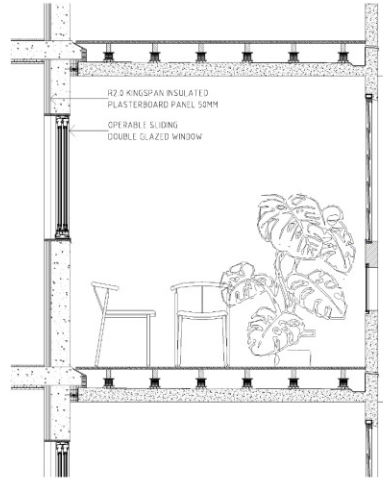 R2.0 KINGSPAN INSULATED
PLASTERBOARD PANEL 50MM
OPERABLE SLIDING
DOUBLE GLAZED WINDOW